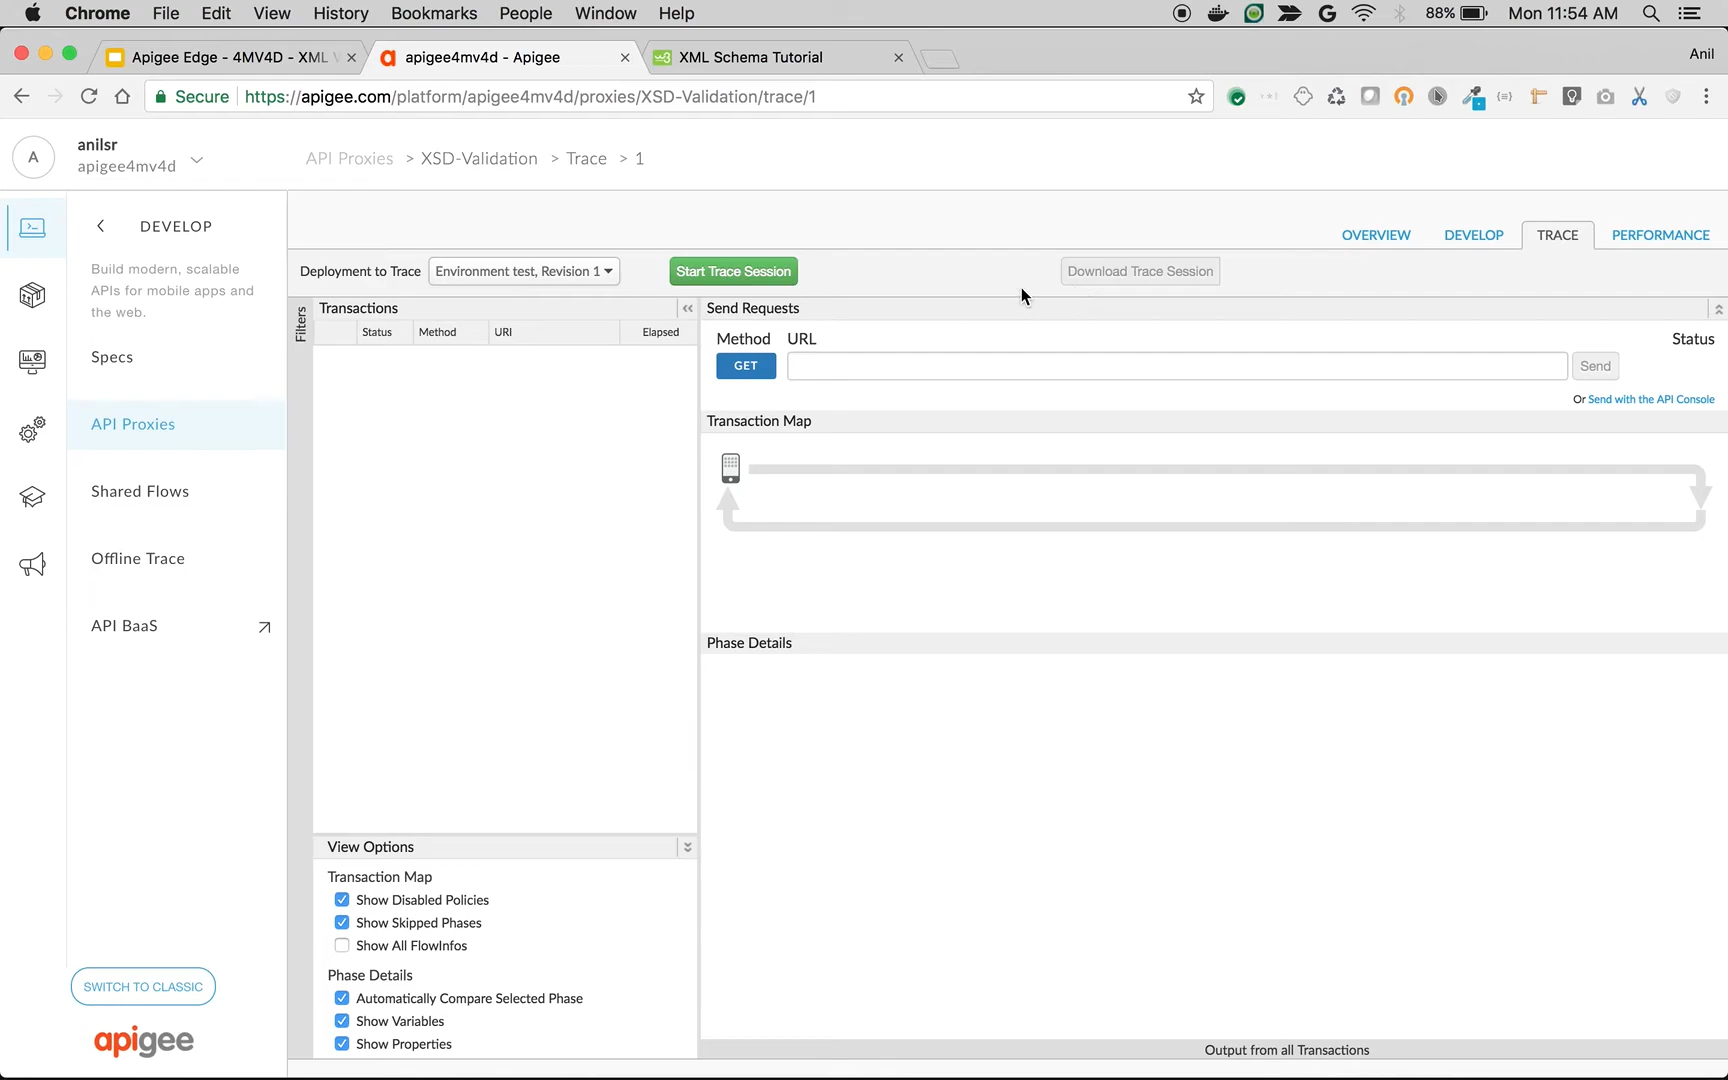 Chrome File Edit View History Bookmarks People Window Help 88% Mon 11:54 AM
Apigee Edge - 4MV4D - XML apigee4mv4d - Apigee XML Schema Tutorial Anil
Secure https://apigee.com/platform/apigee4mv4d/proxies/XSD-Validation/trace/1
A
anilsr
apigee4mv4d
API Proxies > XSD-Validation > Trace > 1
DEVELOP
Build modern, scalable
APIs for mobile apps and
the web.
Specs
API Proxies
Shared Flows
Offline Trace
API BaaS
SWITCH TO CLASSIC
apigee
OVERVIEW DEVELOP TRACE PERFORMANCE
Deployment to Trace Environment test, Revision 1 Start Trace Session Download Trace Session
Filters
Transactions
Status Method URI Elapsed
View Options
Transaction Map
Show Disabled Policies
Show Skipped Phases
Show All FlowInfos
Phase Details
Automatically Compare Selected Phase
Show Variables
Show Properties
Send Requests
Method URL Status
GET Send
Or Send with the API Console
Transaction Map
Phase Details
Output from all Transactions